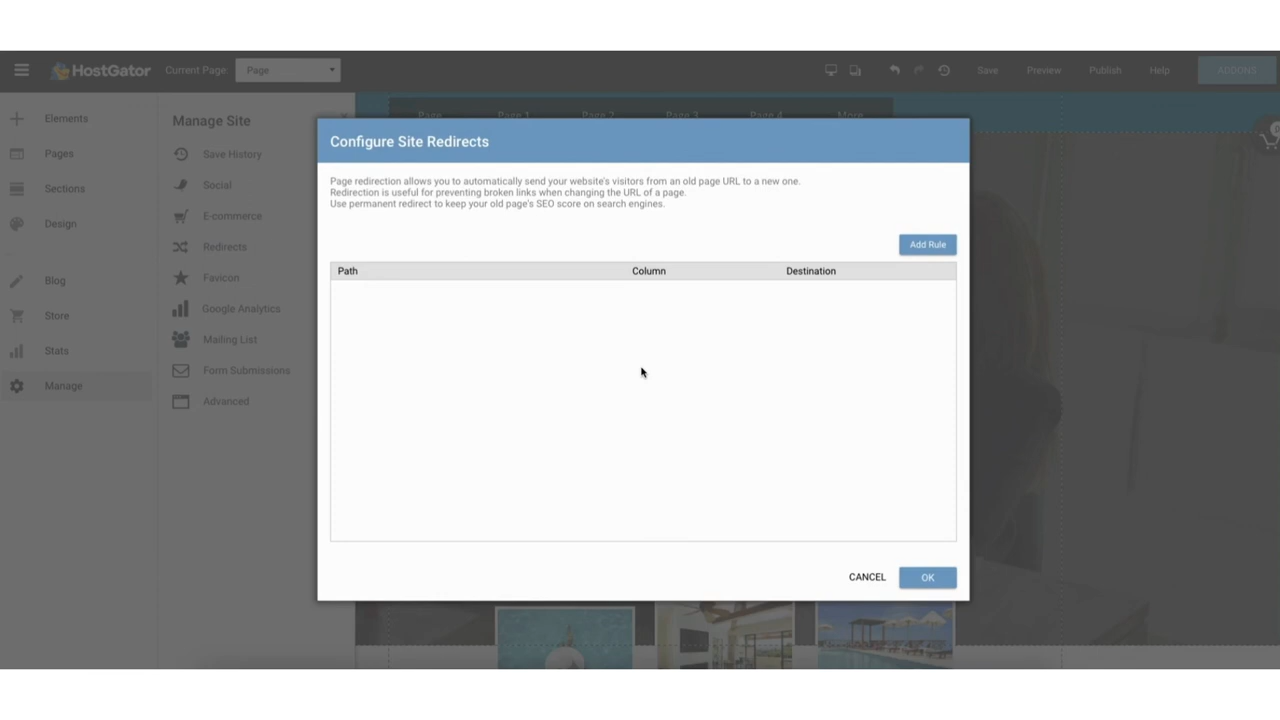 HostGator
Current Page:
Page
Save
Preview
Publish
Help
ADDONS
Elements
Pages
Sections
Design
Blog
Store
Stats
Manage
Manage Site
Save History
Social
E-commerce
Redirects
Favicon
Google Analytics
Mailing List
Form Submissions
Advanced
Page
Page 1
Page 2
Page 3
Page 4
More
Configure Site Redirects
Page redirection allows you to automatically send your website's visitors from an old page URL to a new one.
Redirection is useful for preventing broken links when changing the URL of a page.
Use permanent redirect to keep your old page's SEO score on search engines.
Add Rule
Path
Column
Destination
CANCEL
OK